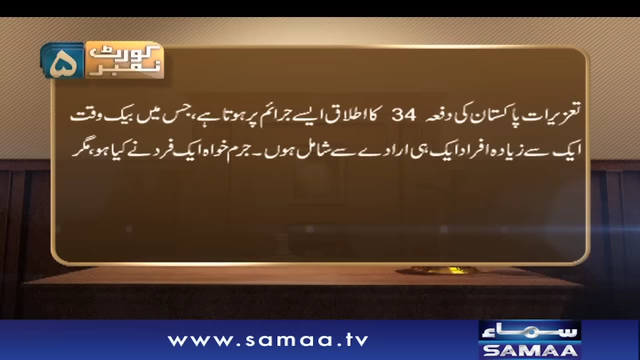 کورٹ
نمبر
۵
تعزیرات پاکستان کی دفعہ 34 کا اطلاق ایسے جرائم پر ہوتا ہے، جس میں بیک وقت
ایک سے زیادہ افراد ایک ہی ارادے سے شامل ہوں۔ جرم خواہ ایک فرد نے کیا ہو، مگر
www.samaa.tv
سماء
SAMAA